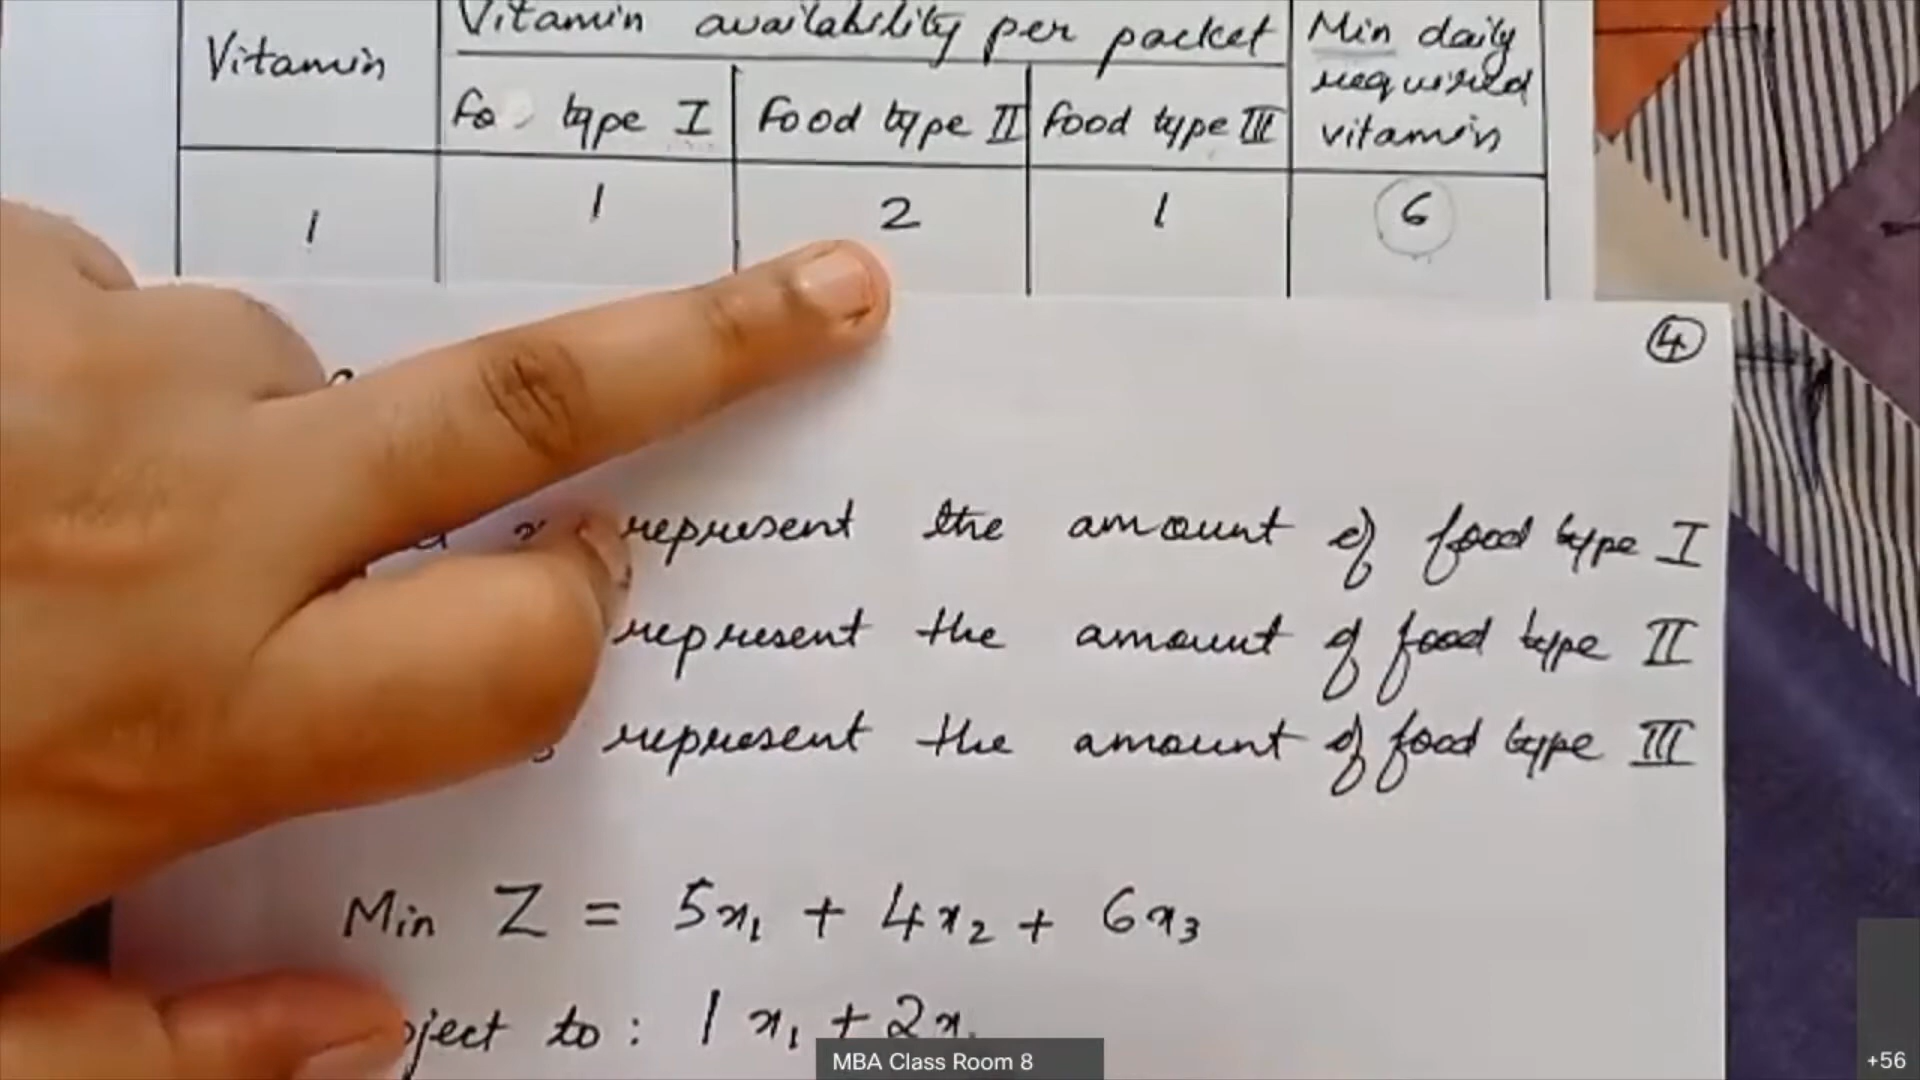 Vitamin availability per packet
Min daily required vitamin
Vitamin
type I
Food type II
Food type III
1
1
2
1
6
4
represent the amount of food type I
represent the amount of food type II
represent the amount of food type III
Min Z = 5x₁ + 4x₂ + 6x₃
to: 1x₁ + 2x
MBA Class Room 8
+56